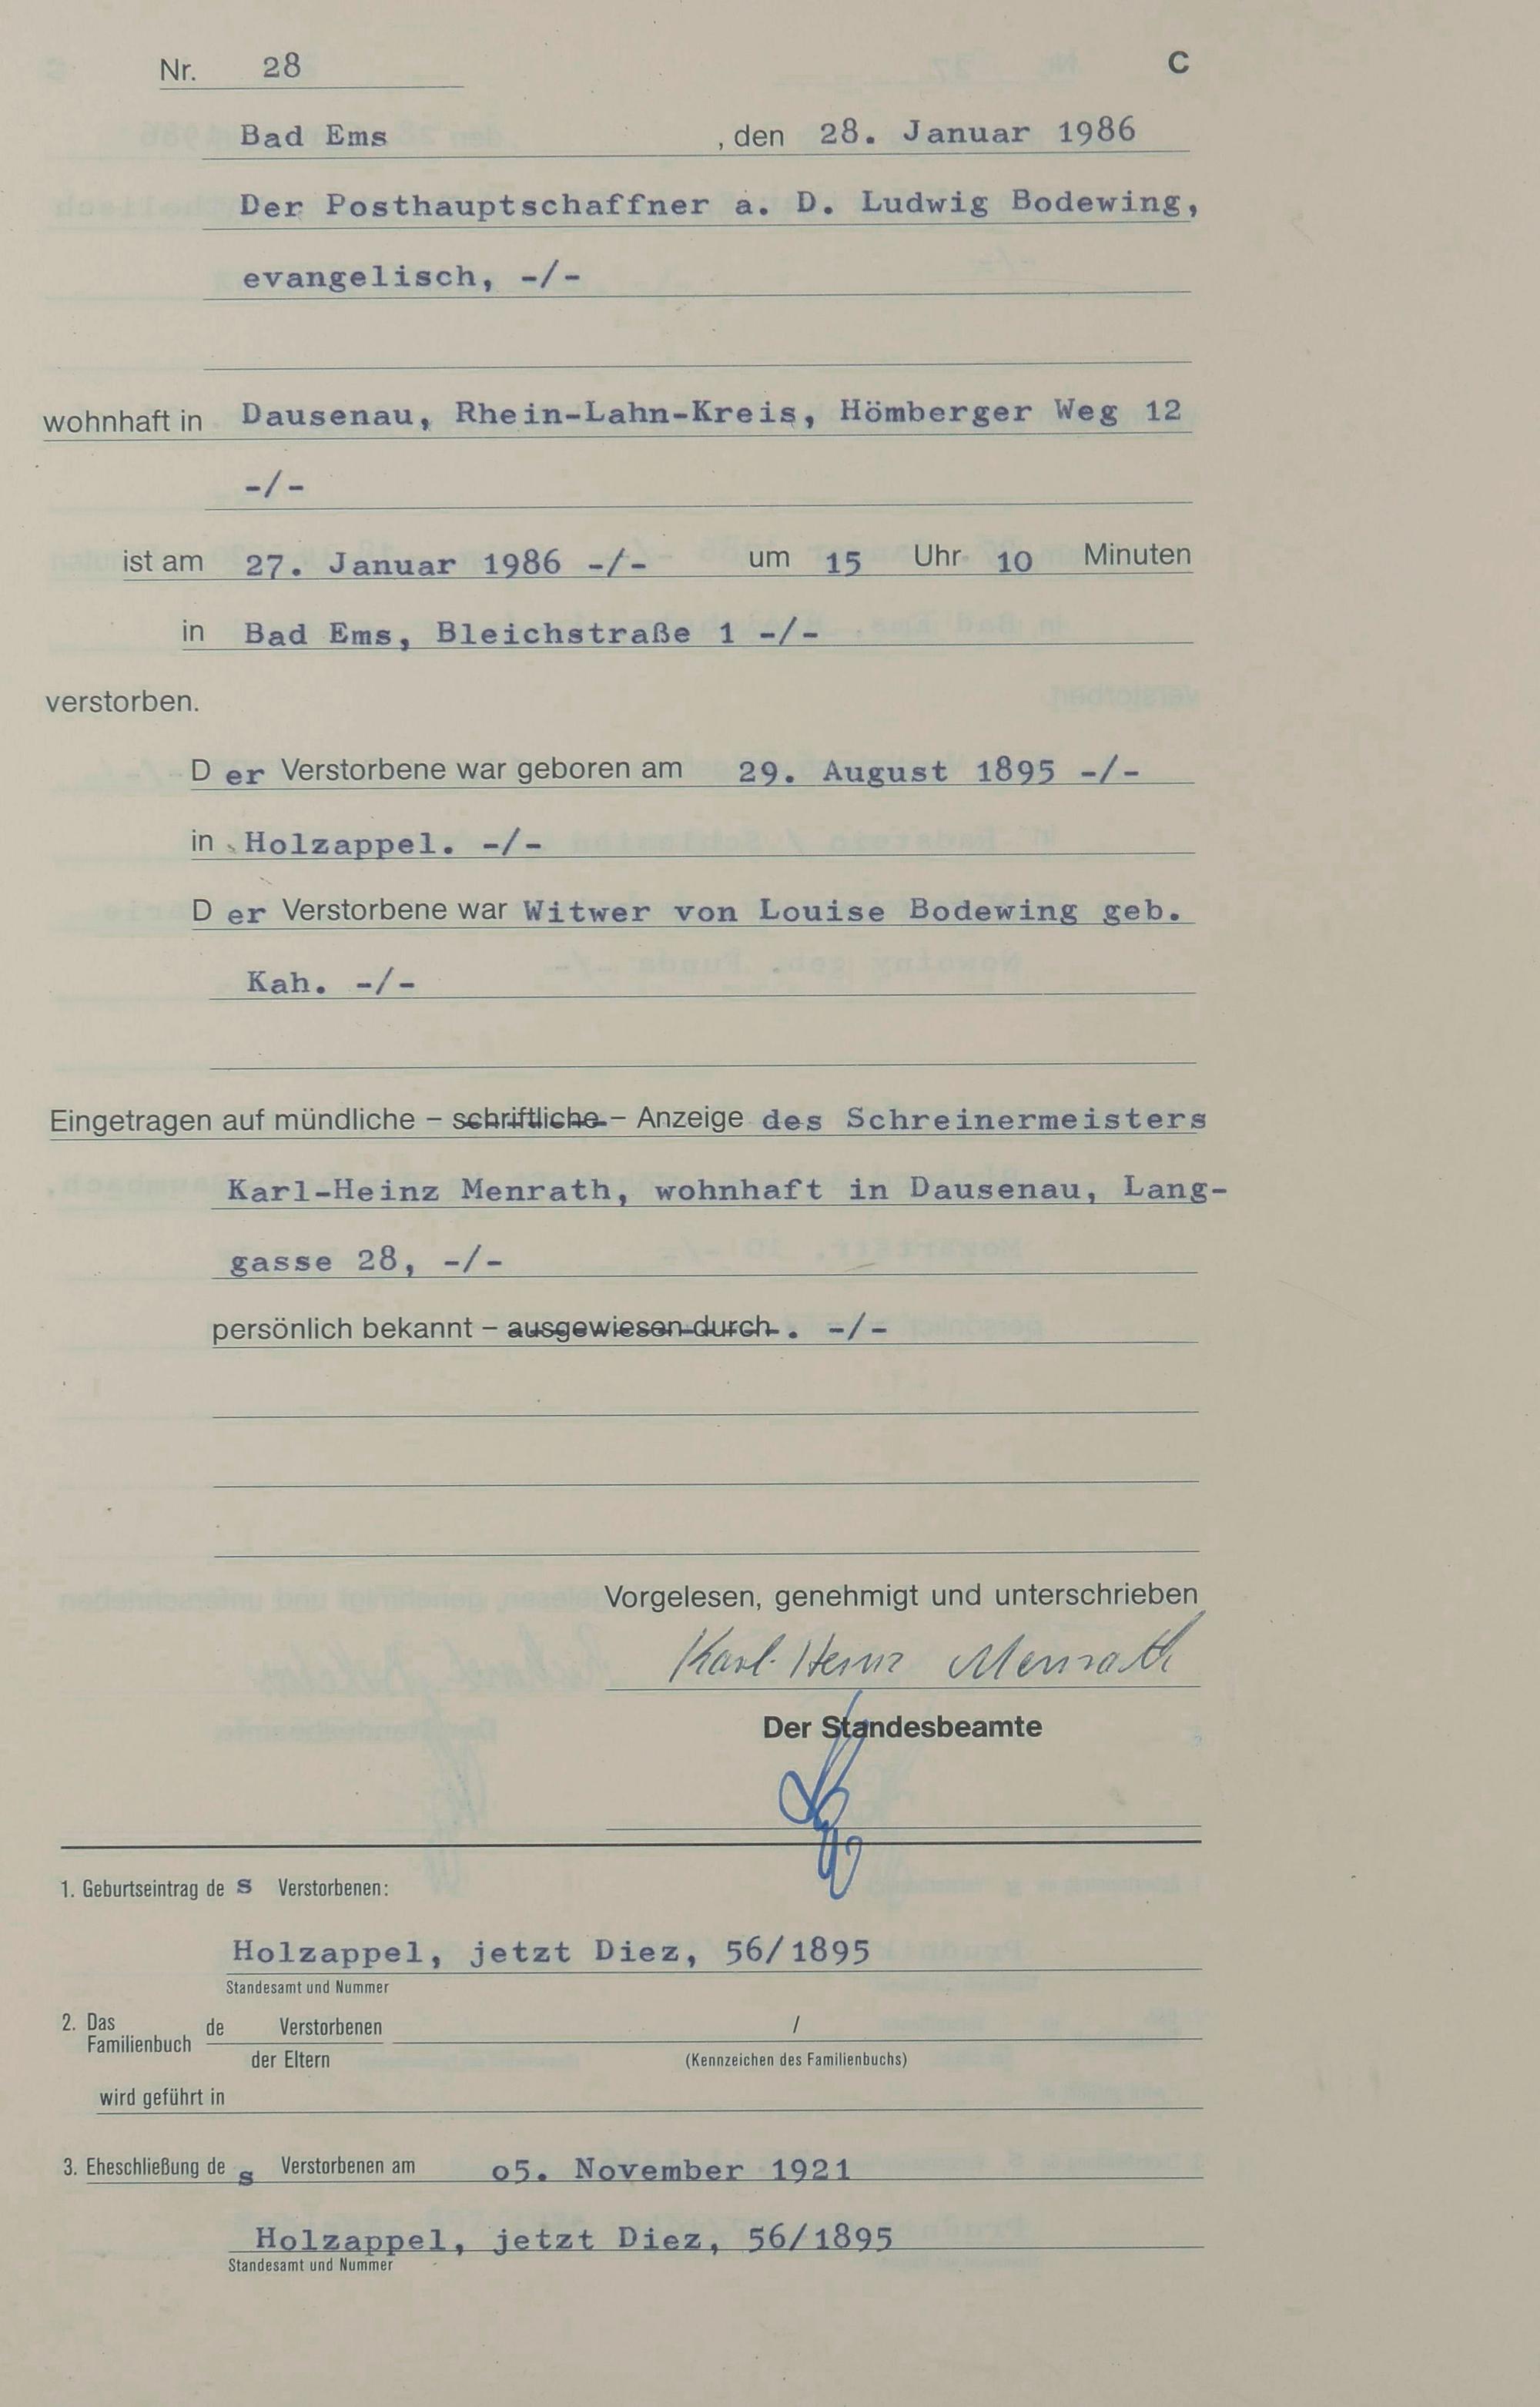 Nr. 28 C
Bad Ems , den 28. Januar 1986
Der Posthauptschaffner a. D. Ludwig Bodewing,
evangelisch, -/-
wohnhaft in Dausenau, Rhein-Lahn-Kreis, Hömberger Weg 12
-/-
ist am 27. Januar 1986 -/- um 15 Uhr 10 Minuten
in Bad Ems, Bleichstraße 1 -/-
verstorben.
D er Verstorbene war geboren am 29. August 1895 -/-
in Holzappel. -/-
D er Verstorbene war Witwer von Louise Bodewing geb.
Kah. -/-
Eingetragen auf mündliche – schriftliche – Anzeige des Schreinermeisters
Karl-Heinz Menrath, wohnhaft in Dausenau, Lang-
gasse 28, -/-
persönlich bekannt – ausgewiesen durch . -/-
Vorgelesen, genehmigt und unterschrieben
Karl-Heinz Menrath
Der Standesbeamte
1. Geburtseintrag de s Verstorbenen:
Holzappel, jetzt Diez, 56/1895
Standesamt und Nummer
2. Das Familienbuch de Verstorbenen /
der Eltern (Kennzeichen des Familienbuchs)
wird geführt in
3. Eheschließung de s Verstorbenen am o5. November 1921
Holzappel, jetzt Diez, 56/1895
Standesamt und Nummer